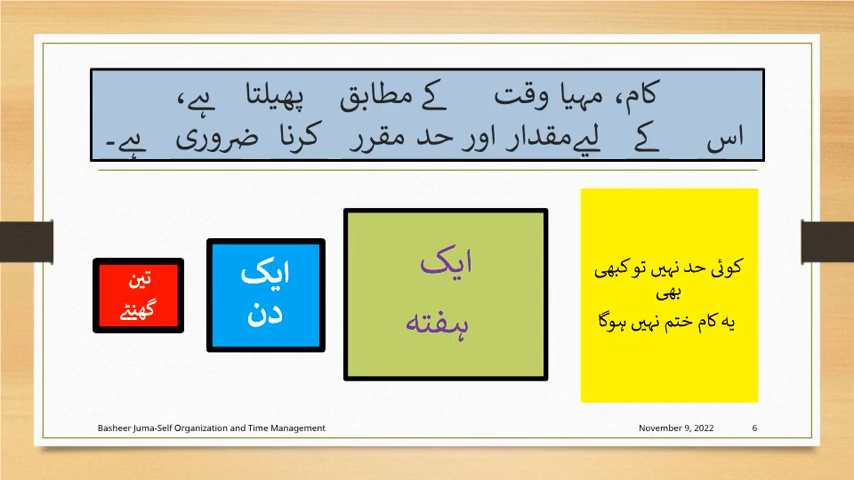 کام، مہیا وقت کے مطابق پھیلتا ہے،
اس کے لیےمقدار اور حد مقرر کرنا ضروری ہے۔
کوئی حد نہیں تو کبھی
بھی
یہ کام ختم نہیں ہوگا
ایک
ہفتہ
ایک
دن
تین
گھنٹے
Basheer Juma-Self Organization and Time Management
November 9, 2022
6